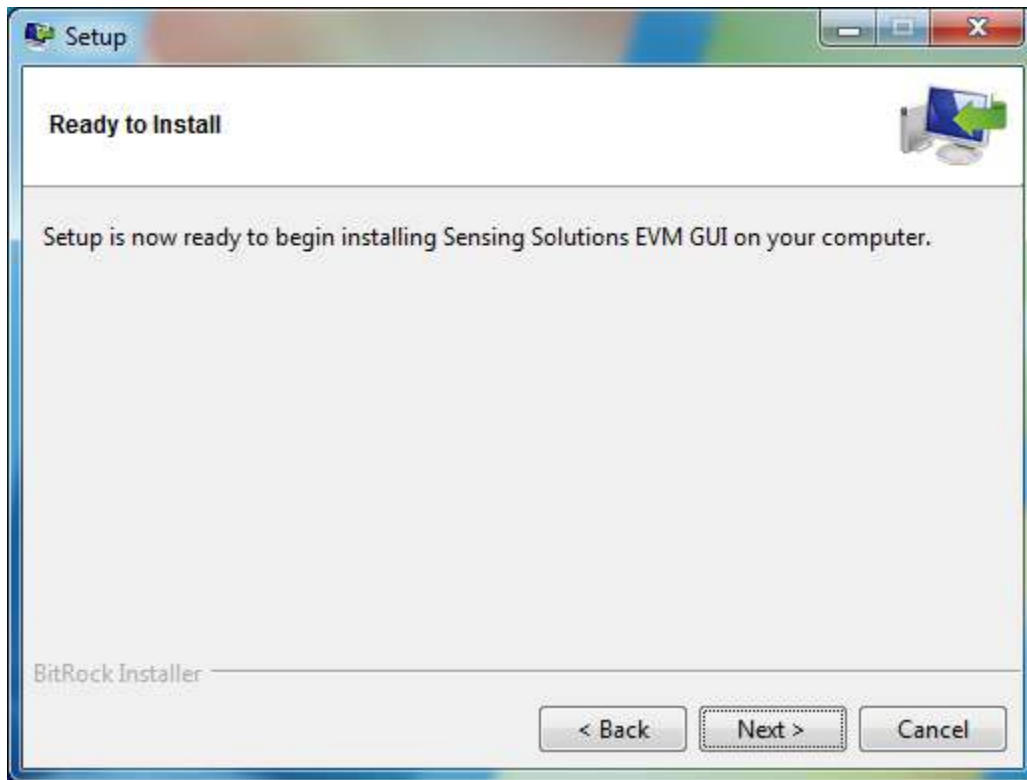 Setup
Ready to Install
Setup is now ready to begin installing Sensing Solutions EVM GUI on your computer.
BitRock Installer
< Back Next > Cancel